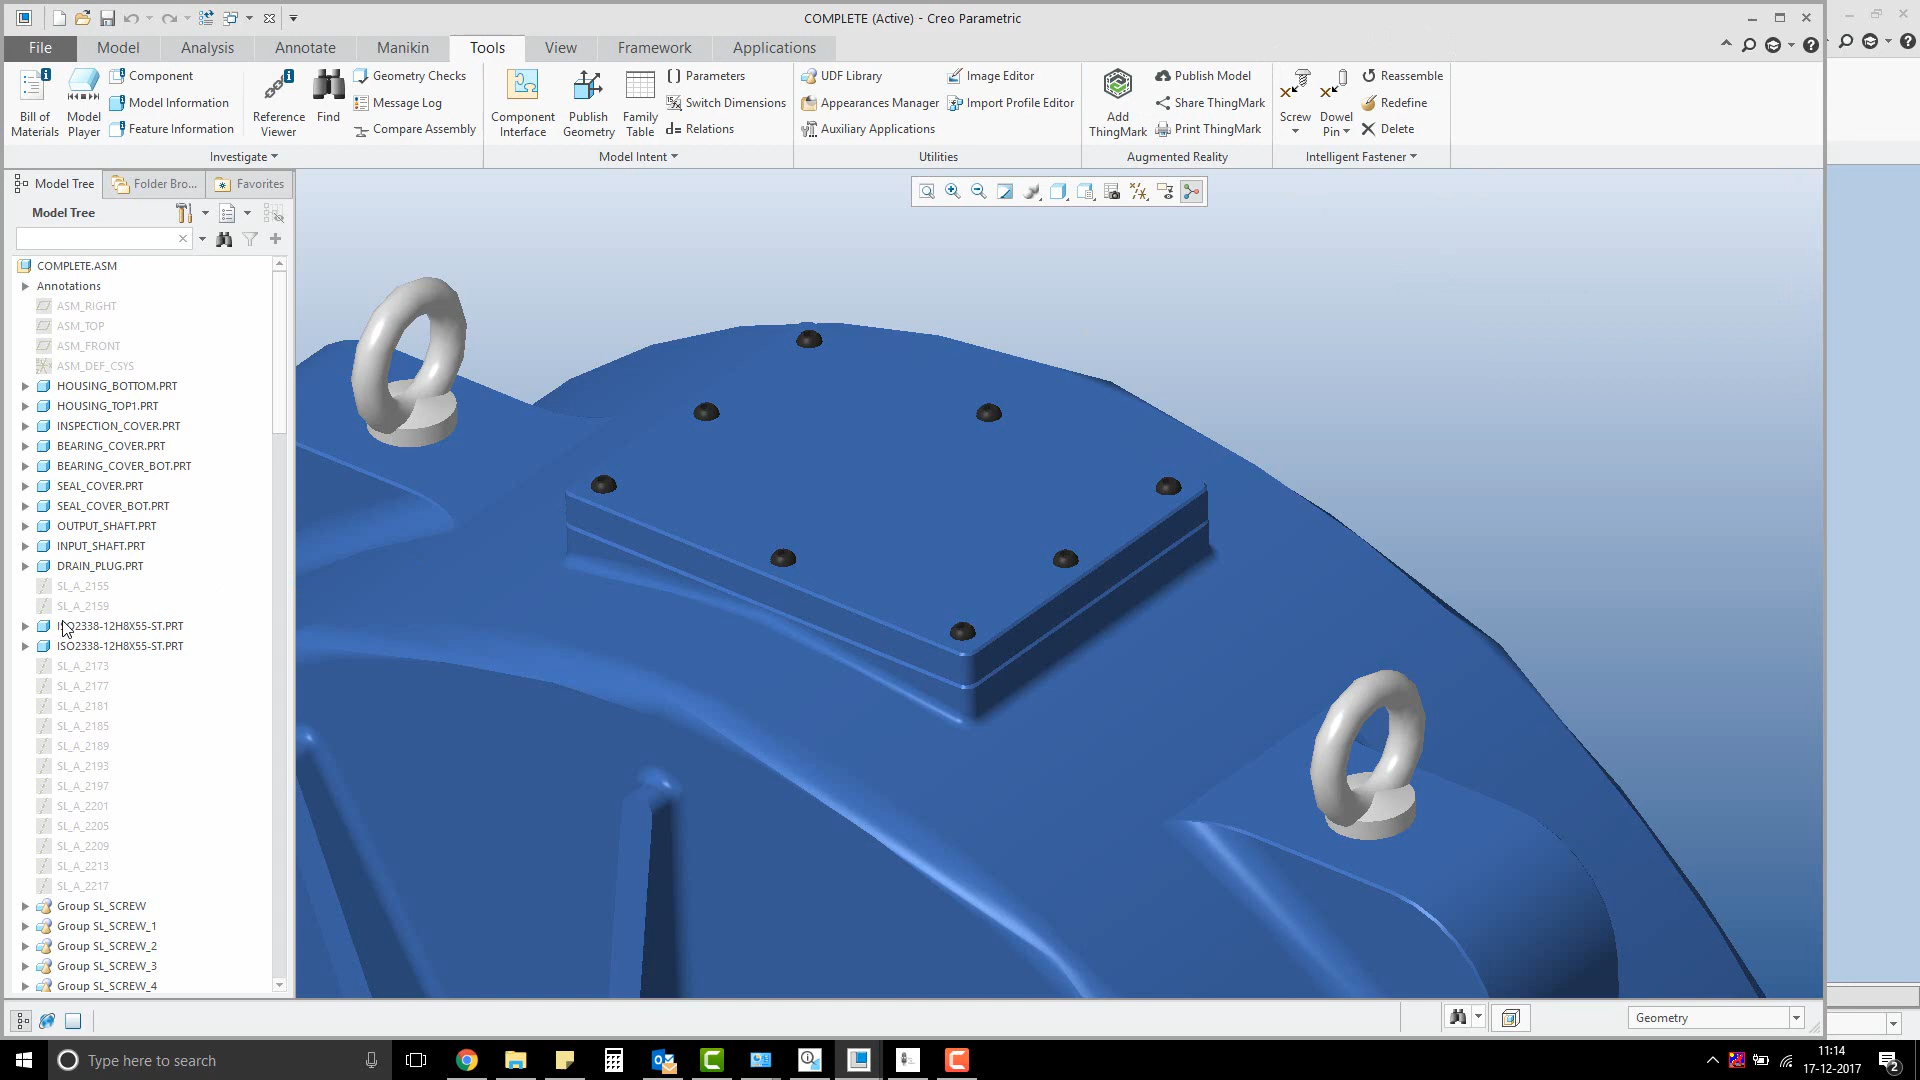 COMPLETE (Active) - Creo Parametric
File Model Analysis Annotate Manikin Tools View Framework Applications
Bill of Materials
Model Player
Component
Model Information
Feature Information
Reference Viewer
Find
Geometry Checks
Message Log
Compare Assembly
Investigate
Component Interface
Publish Geometry
Family Table
Parameters
Switch Dimensions
Relations
Model Intent
UDF Library
Appearances Manager
Auxiliary Applications
Image Editor
Import Profile Editor
Utilities
Add ThingMark
Publish Model
Share ThingMark
Print ThingMark
Augmented Reality
Screw
Dowel Pin
Reassemble
Redefine
Delete
Intelligent Fastener
Model Tree
Folder Bro...
Favorites
Model Tree
COMPLETE.ASM
Annotations
ASM_RIGHT
ASM_TOP
ASM_FRONT
ASM_DEF_CSYS
HOUSING_BOTTOM.PRT
HOUSING_TOP1.PRT
INSPECTION_COVER.PRT
BEARING_COVER.PRT
BEARING_COVER_BOT.PRT
SEAL_COVER.PRT
SEAL_COVER_BOT.PRT
OUTPUT_SHAFT.PRT
INPUT_SHAFT.PRT
DRAIN_PLUG.PRT
SL_A_2155
SL_A_2159
ISO2338-12H8X55-ST.PRT
ISO2338-12H8X55-ST.PRT
SL_A_2173
SL_A_2177
SL_A_2181
SL_A_2185
SL_A_2189
SL_A_2193
SL_A_2197
SL_A_2201
SL_A_2205
SL_A_2209
SL_A_2213
SL_A_2217
Group SL_SCREW
Group SL_SCREW_1
Group SL_SCREW_2
Group SL_SCREW_3
Group SL_SCREW_4
Geometry
Type here to search
11:14
17-12-2017
2